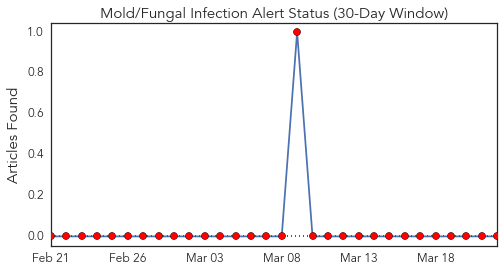 Mold/Fungal Infection Alert Status (30-Day Window)
Articles Found
1.0
0.8
0.6
0.4
0.2
0.0
Feb 21 Feb 26 Mar 03 Mar 08 Mar 13 Mar 18